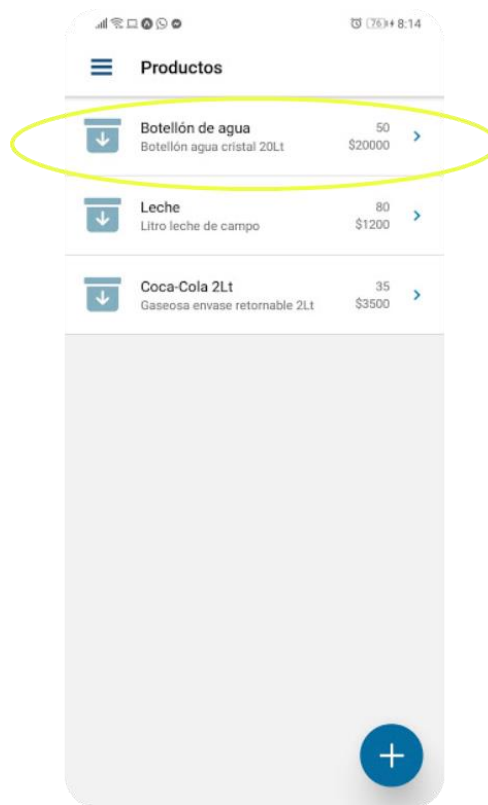 76 8:14
Productos
Botellón de agua 50
Botellón agua cristal 20Lt $20000
Leche 80
Litro leche de campo $1200
Coca-Cola 2Lt 35
Gaseosa envase retornable 2Lt $3500
+